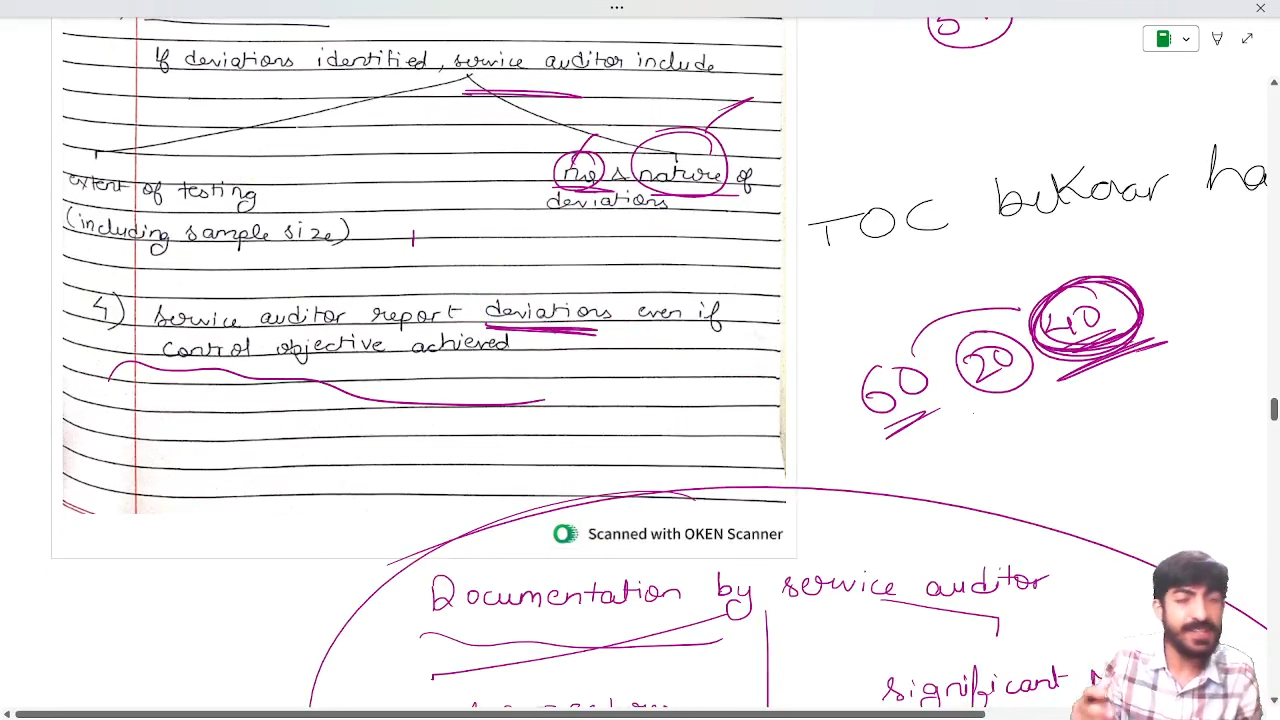 If deviations identified, service auditor include
no & nature of
deviations
extent of testing
(including sample size)
4) service auditor report deviations even if
control objective achieved
Scanned with OKEN Scanner
TOC bekaar ha
60 20 40
Documentation by service auditor
significant